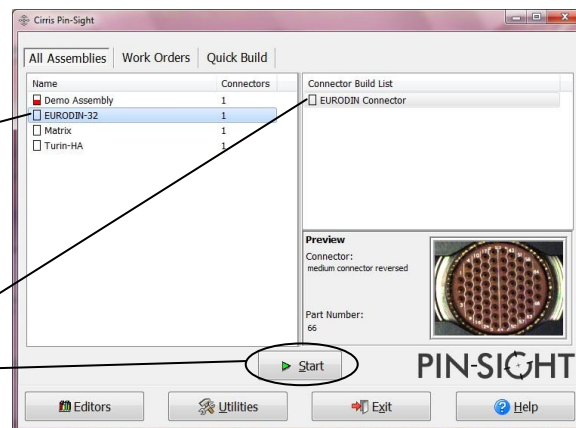 Cirris Pin-Sight
All Assemblies Work Orders Quick Build
Name Connectors
Demo Assembly 1
EURODIN-32 1
Matrix 1
Turin-HA 1
Connector Build List
EURODIN Connector
Preview
Connector:
medium connector reversed
Part Number:
66
Start
PIN-SIGHT
Editors Utilities Exit Help